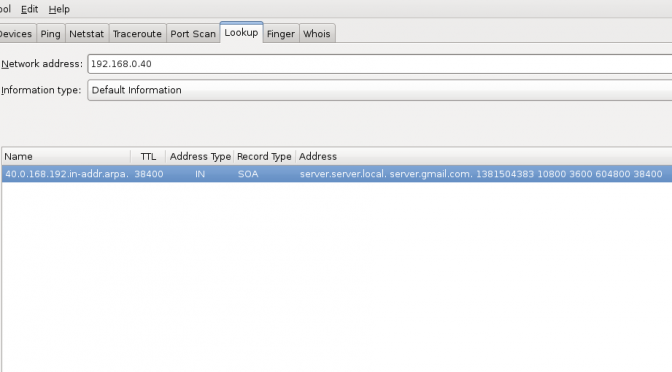 ool Edit Help
Devices Ping Netstat Traceroute Port Scan Lookup Finger Whois
Network address: 192.168.0.40
Information type: Default Information
Name TTL Address Type Record Type Address
40.0.168.192.in-addr.arpa. 38400 IN SOA server.server.local. server.gmail.com. 1381504383 10800 3600 604800 38400